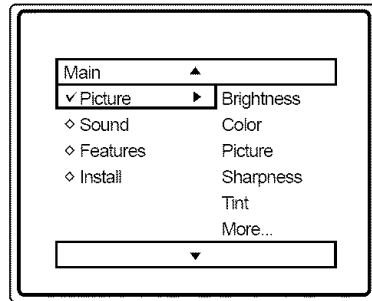 Main
Picture Brightness
Sound Color
Features Picture
Install Sharpness
Tint
More...